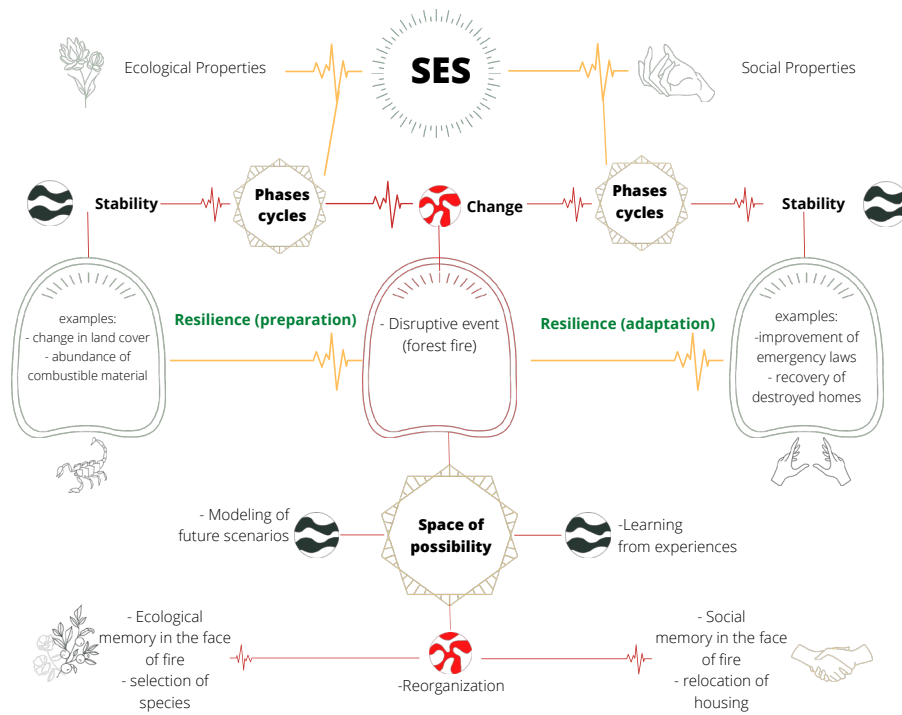 Ecological Properties
SES
Social Properties
Stability
Phases
cycles
Change
Phases
cycles
Stability
examples:
- change in land cover
- abundance of
combustible material
Resilience (preparation)
- Disruptive event
(forest fire)
Resilience (adaptation)
examples:
-improvement of
emergency laws
- recovery of
destroyed homes
- Modeling of
future scenarios
Space of
possibility
-Learning
from experiences
- Ecological
memory in the face
of fire
- selection of
species
-Reorganization
- Social
memory in the face
of fire
- relocation of
housing